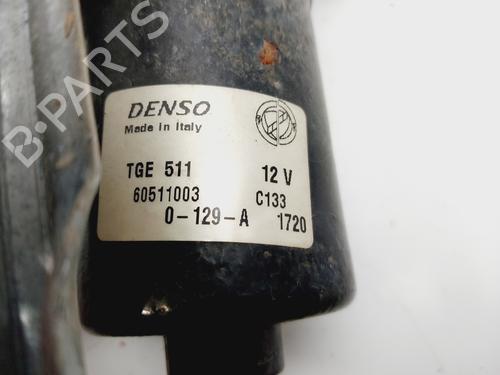 B-PARTS
DENSO
Made in Italy
TGE 511 12 V
60511003 C133
0-129-A 1720